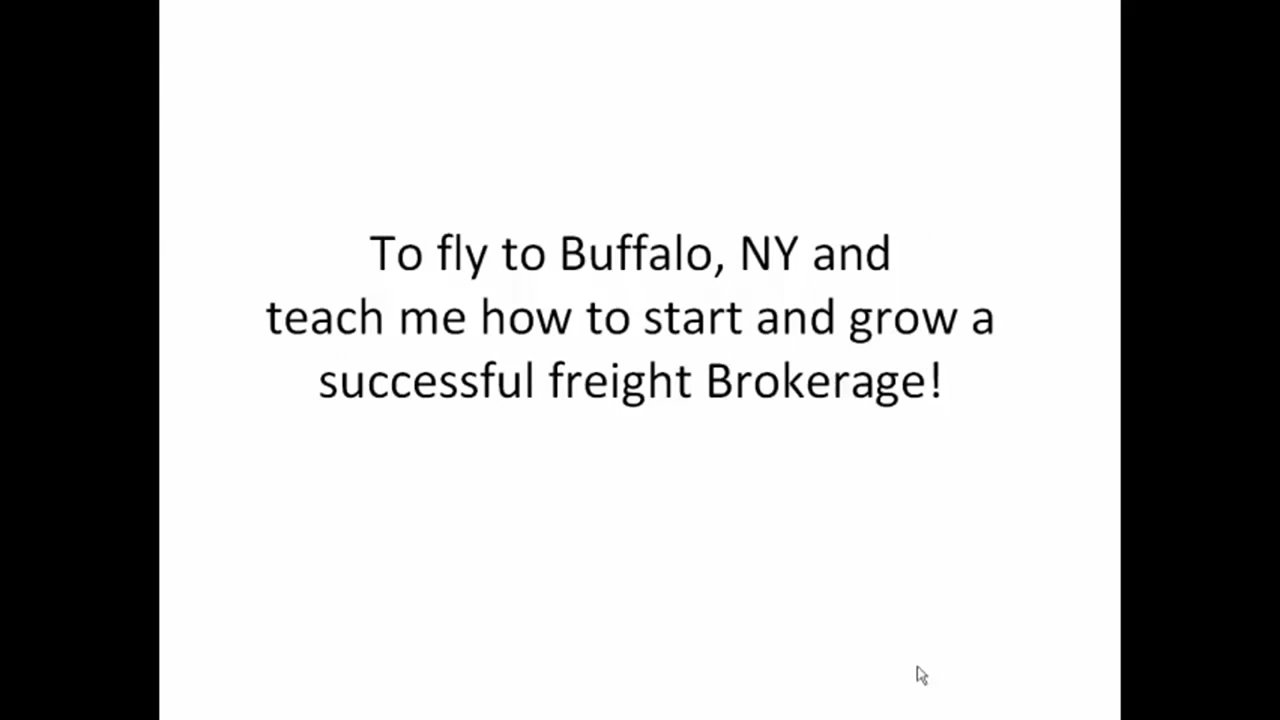 To fly to Buffalo, NY and
teach me how to start and grow a
successful freight Brokerage!